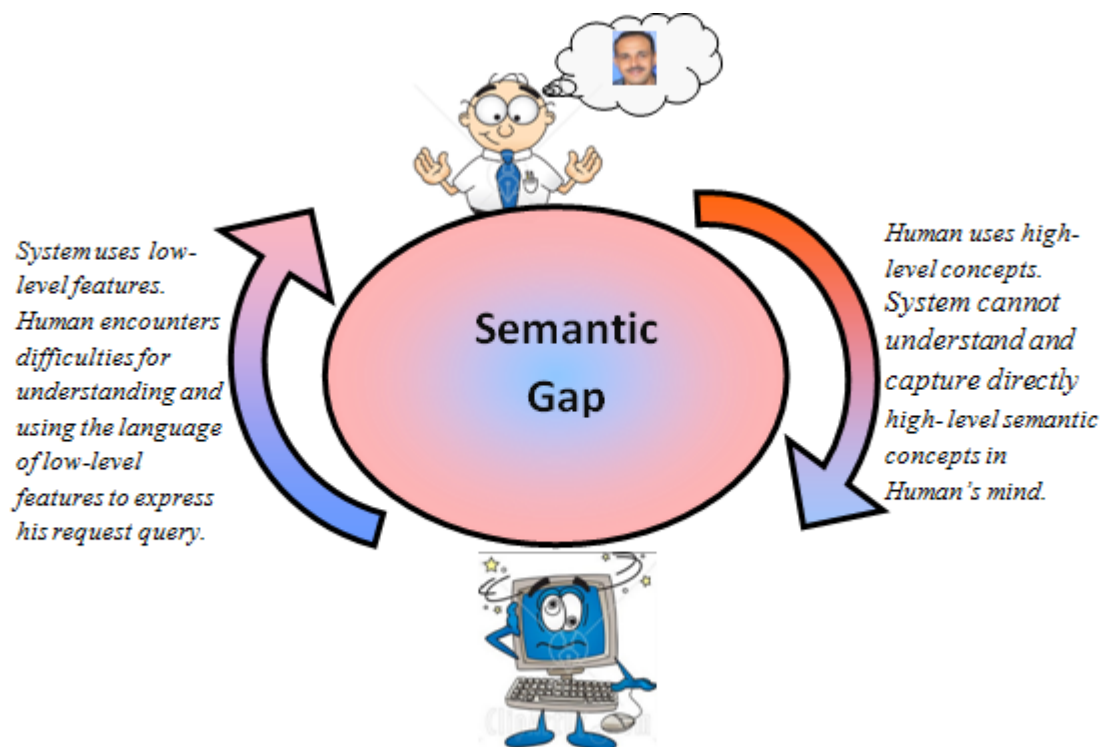 System uses low-
level features.
Human encounters
difficulties for
understanding and
using the language
of low-level
features to express
his request query.
Semantic
Gap
Human uses high-
level concepts.
System cannot
understand and
capture directly
high- level semantic
concepts in
Human's mind.